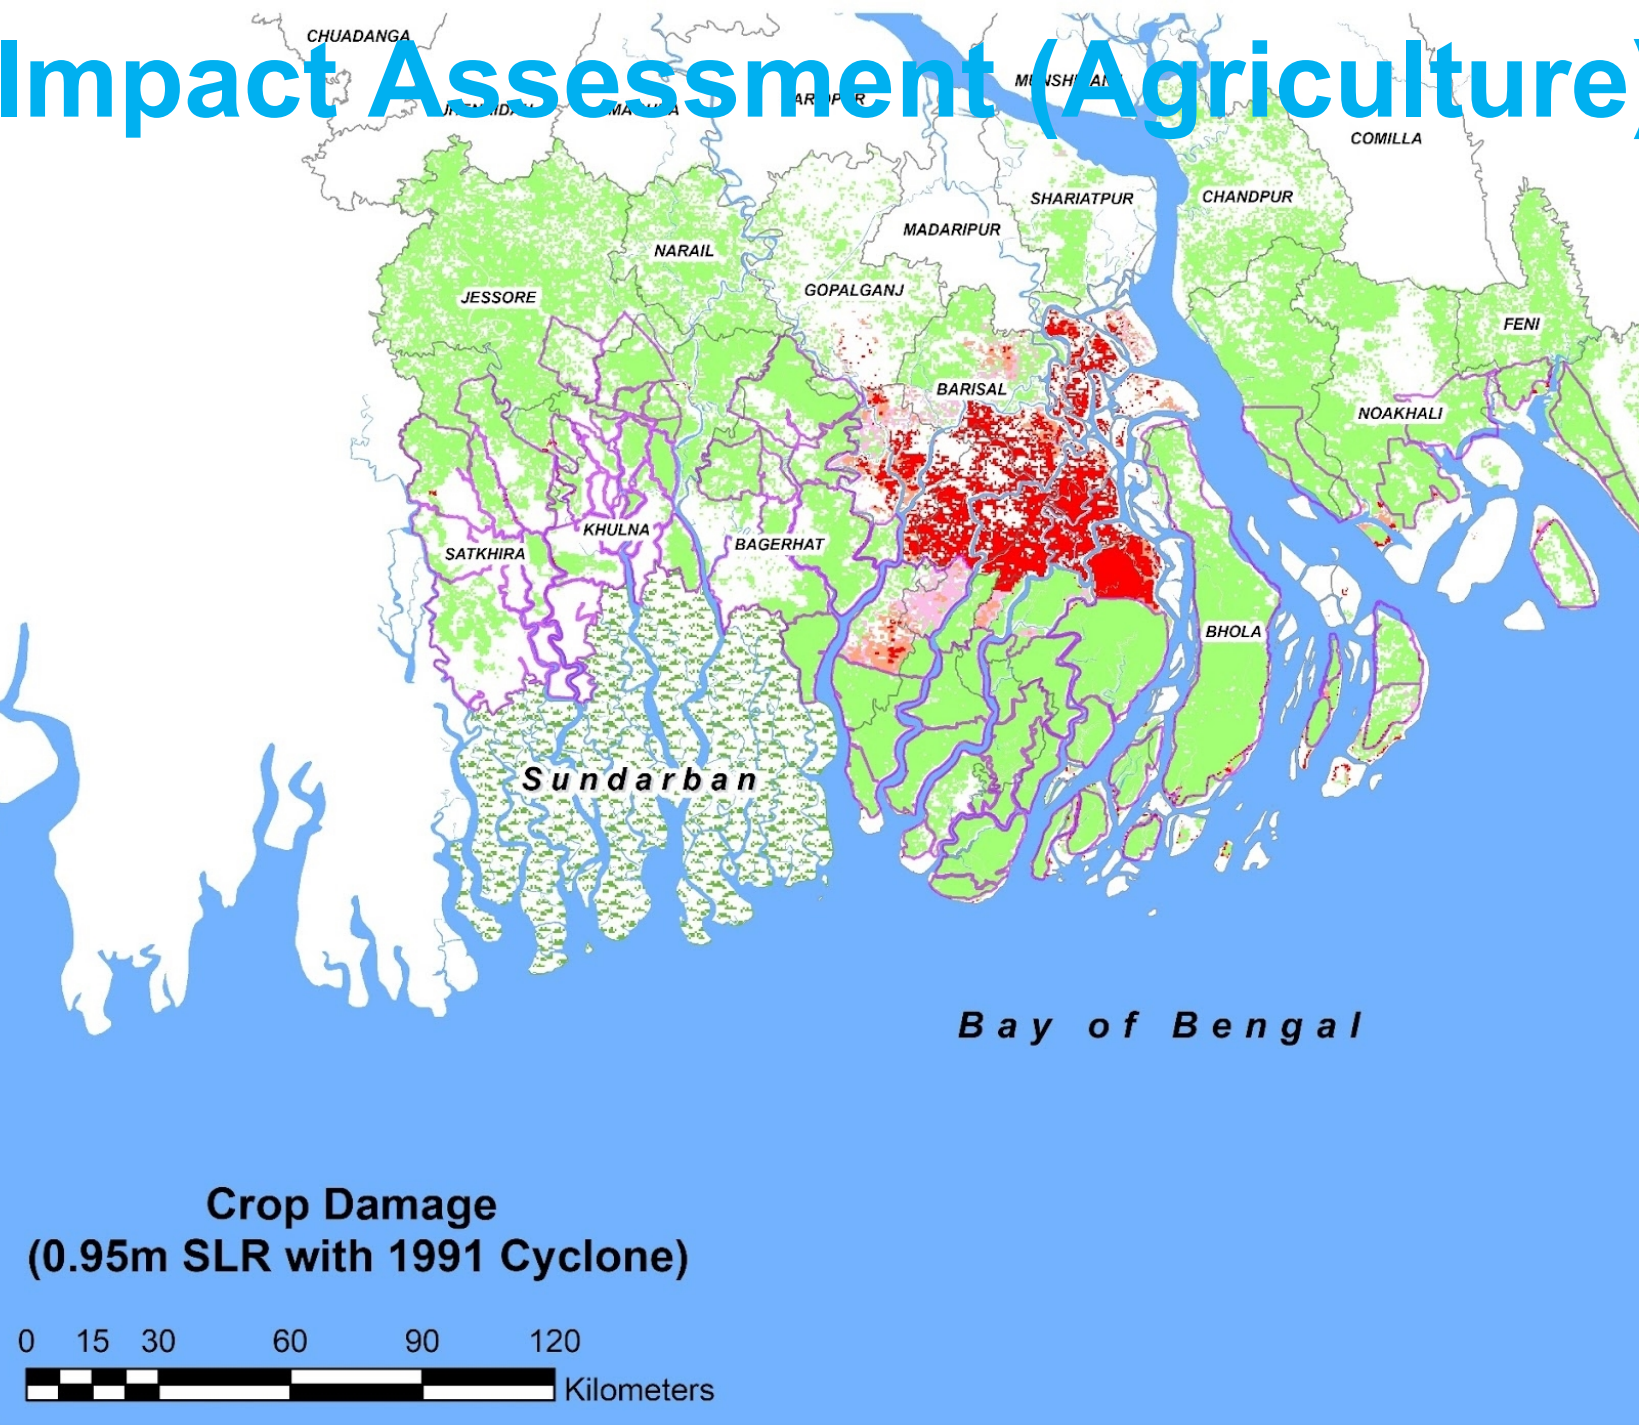 CHUADANGA
Impact Assessment (Agriculture)
COMILLA
SHARIATPUR
CHANDPUR
MADARIPUR
NARAIL
GOPALGANJ
JESSORE
FENI
BARISAL
NOAKHALI
KHULNA
BAGERHAT
SATKHIRA
BHOLA
Sundarban
Bay of Bengal
Crop Damage
(0.95m SLR with 1991 Cyclone)
0 15 30 60 90 120
Kilometers